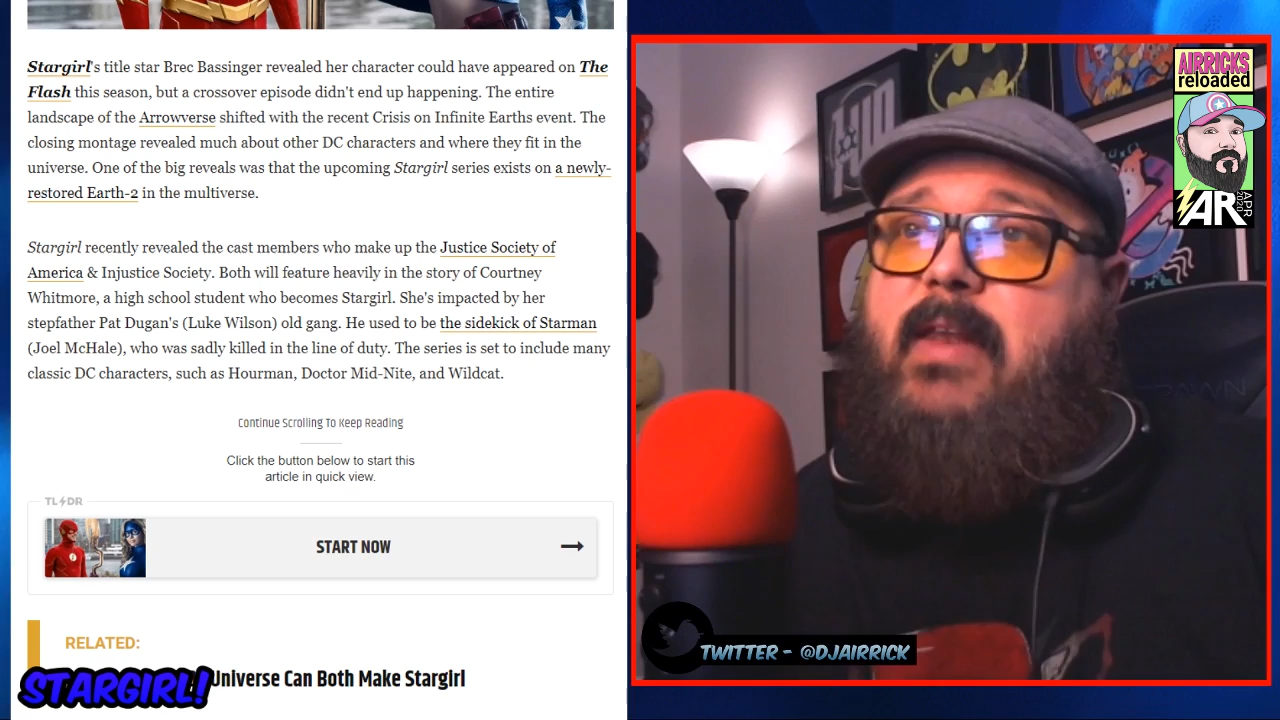 Stargirl's title star Brec Bassinger revealed her character could have appeared on The
Flash this season, but a crossover episode didn't end up happening. The entire
landscape of the Arrowverse shifted with the recent Crisis on Infinite Earths event. The
closing montage revealed much about other DC characters and where they fit in the
universe. One of the big reveals was that the upcoming Stargirl series exists on a newly-
restored Earth-2 in the multiverse.
Stargirl recently revealed the cast members who make up the Justice Society of
America & Injustice Society. Both will feature heavily in the story of Courtney
Whitmore, a high school student who becomes Stargirl. She's impacted by her
stepfather Pat Dugan's (Luke Wilson) old gang. He used to be the sidekick of Starman
(Joel McHale), who was sadly killed in the line of duty. The series is set to include many
classic DC characters, such as Hourman, Doctor Mid-Nite, and Wildcat.
Continue Scrolling To Keep Reading
Click the button below to start this
article in quick view.
TL DR
START NOW
RELATED:
Universe Can Both Make Stargirl
STARGIRL!
AIRRICKS
reloaded
AR
APR
2020
TWITTER - @DJAIRRICK